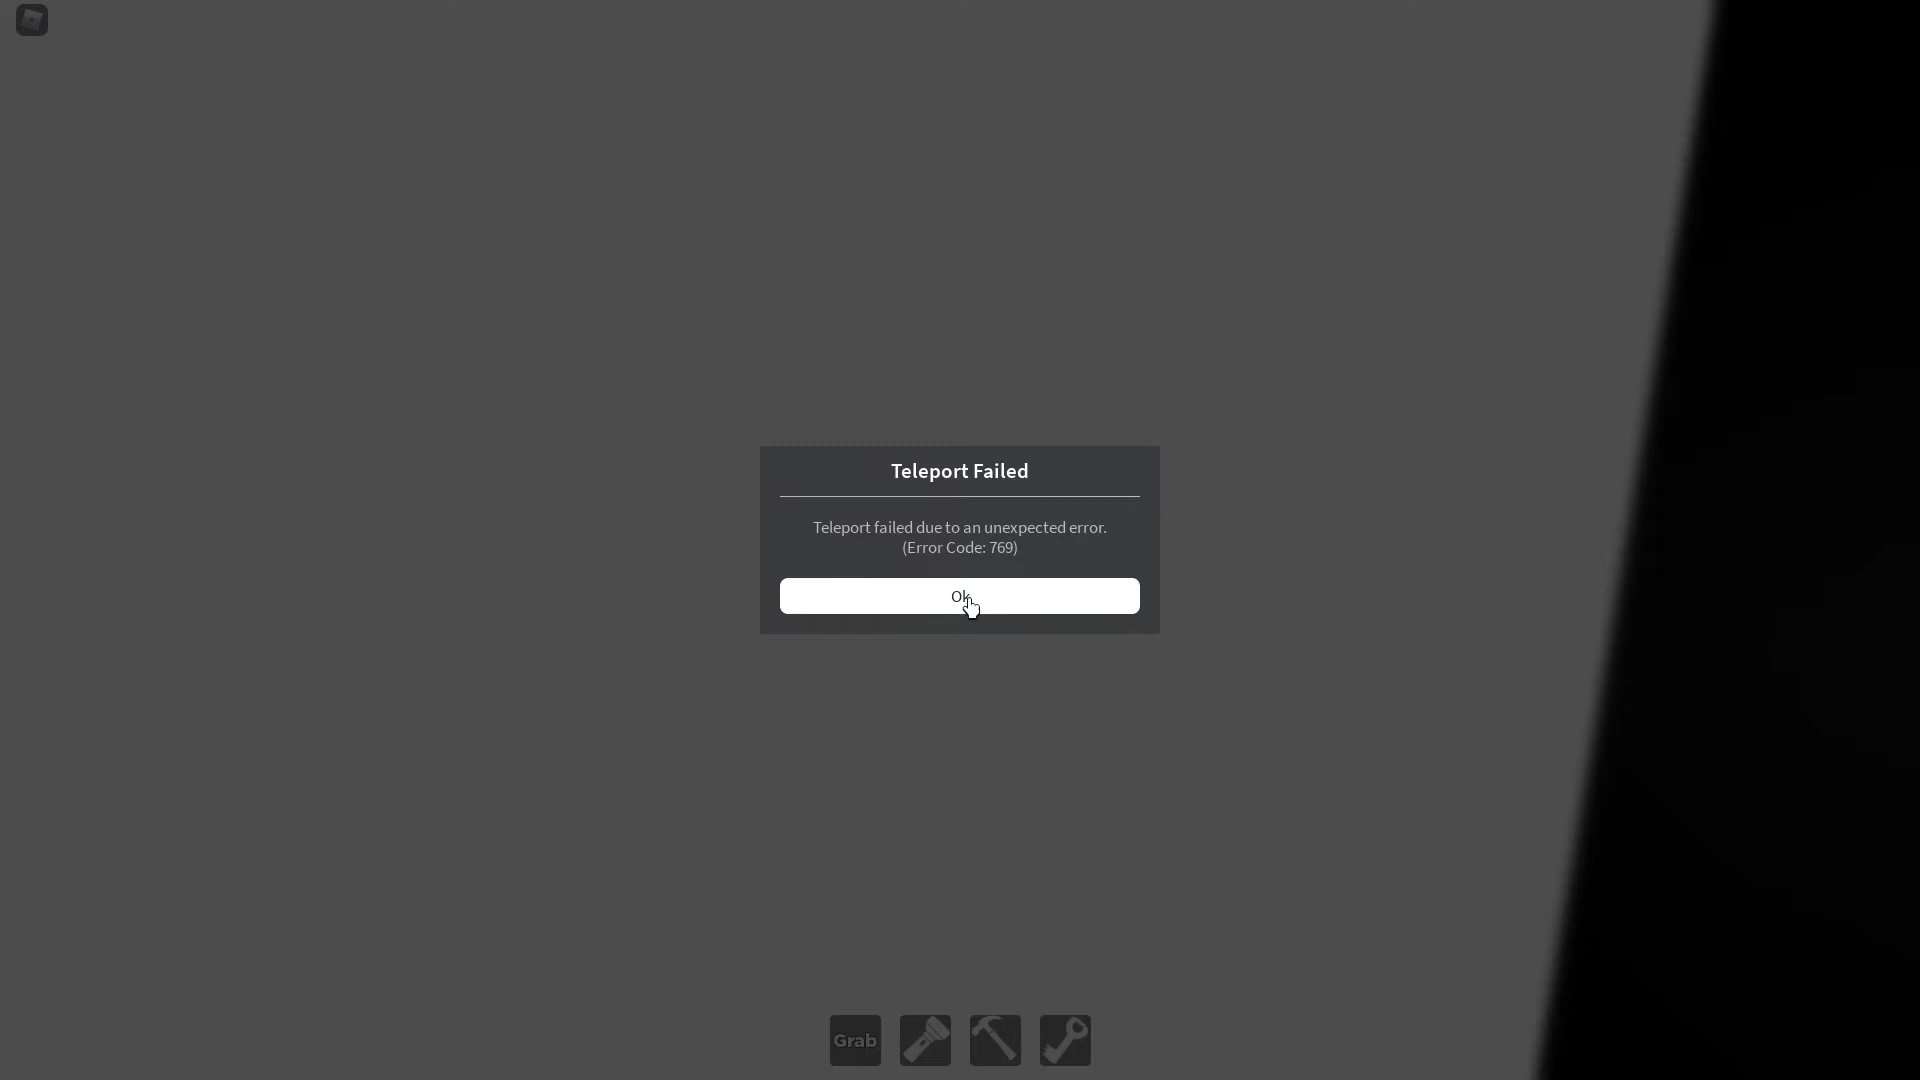 Teleport Failed
Teleport failed due to an unexpected error.
(Error Code: 769)
Ok
Grab